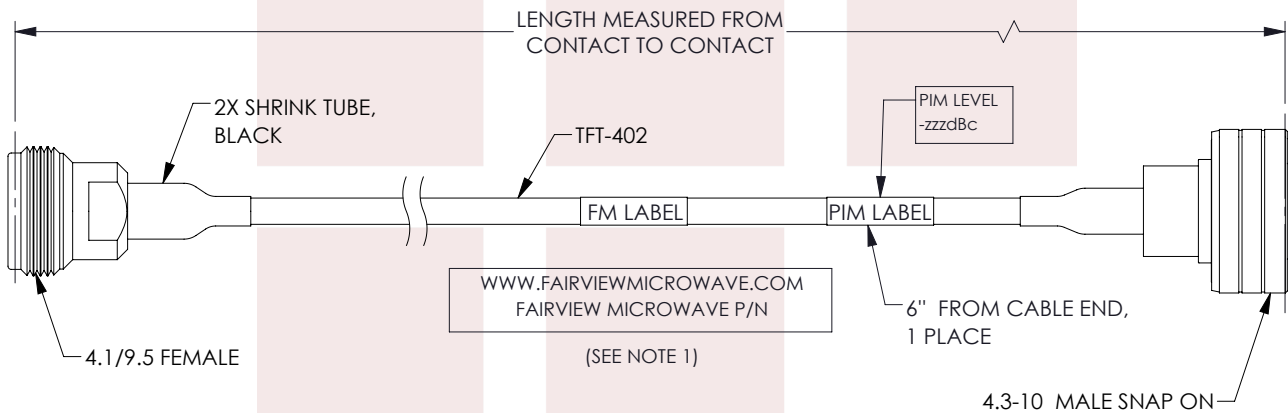 LENGTH MEASURED FROM
CONTACT TO CONTACT
2X SHRINK TUBE,
BLACK
TFT-402
PIM LEVEL
-zzzdBc
FM LABEL
PIM LABEL
WWW.FAIRVIEWMICROWAVE.COM
FAIRVIEW MICROWAVE P/N
(SEE NOTE 1)
6" FROM CABLE END,
1 PLACE
4.1/9.5 FEMALE
4.3-10 MALE SNAP ON